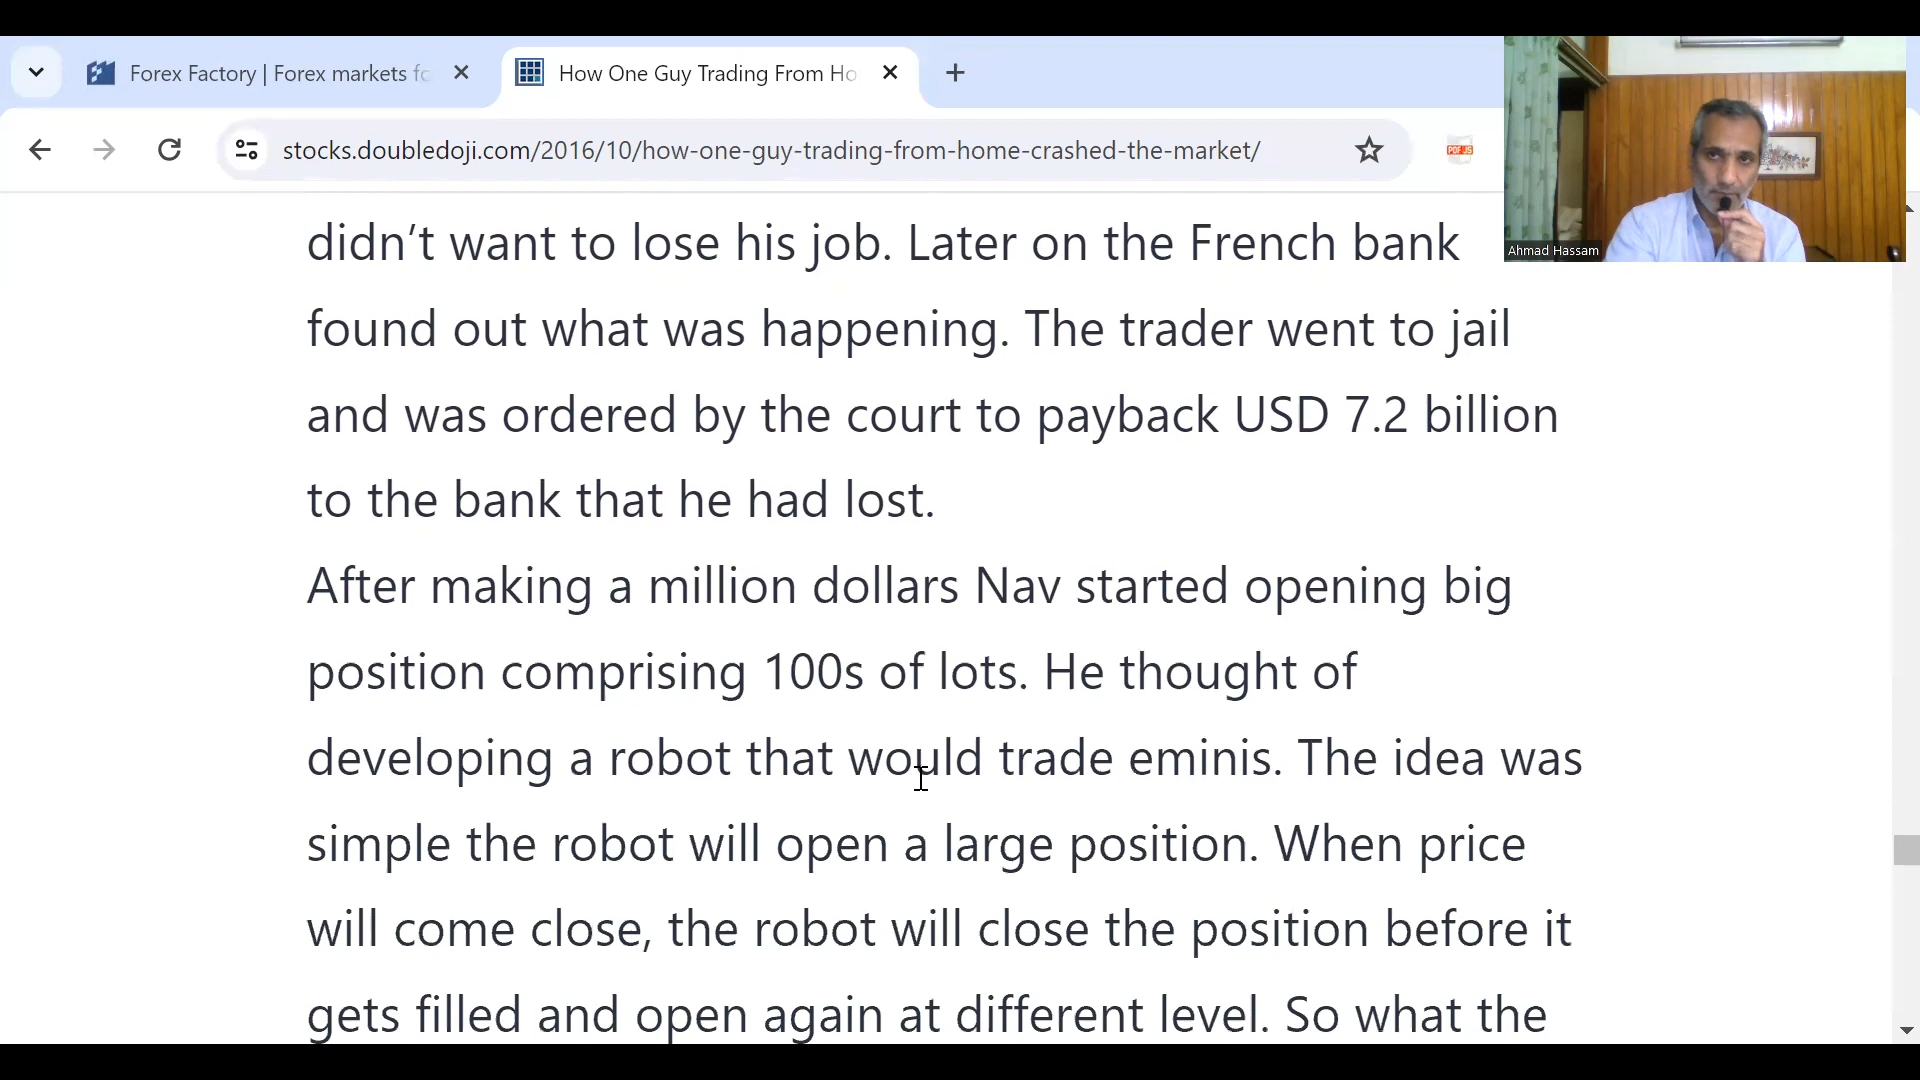 Forex Factory | Forex markets fo
How One Guy Trading From Ho
stocks.doubledoji.com/2016/10/how-one-guy-trading-from-home-crashed-the-market/
PDF JS
Ahmad Hassam
didn’t want to lose his job. Later on the French bank
found out what was happening. The trader went to jail
and was ordered by the court to payback USD 7.2 billion
to the bank that he had lost.
After making a million dollars Nav started opening big
position comprising 100s of lots. He thought of
developing a robot that would trade eminis. The idea was
simple the robot will open a large position. When price
will come close, the robot will close the position before it
gets filled and open again at different level. So what the